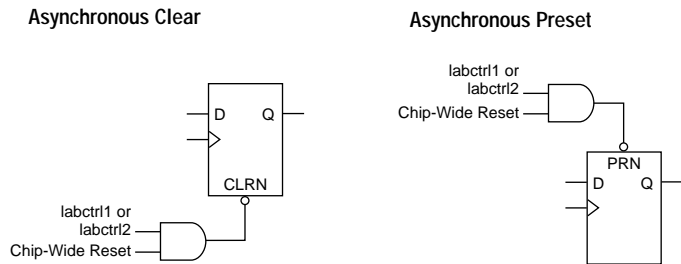 Asynchronous Clear
D Q
CLRN
labctrl1 or
labctrl2
Chip-Wide Reset
Asynchronous Preset
labctrl1 or
labctrl2
Chip-Wide Reset
PRN
D Q